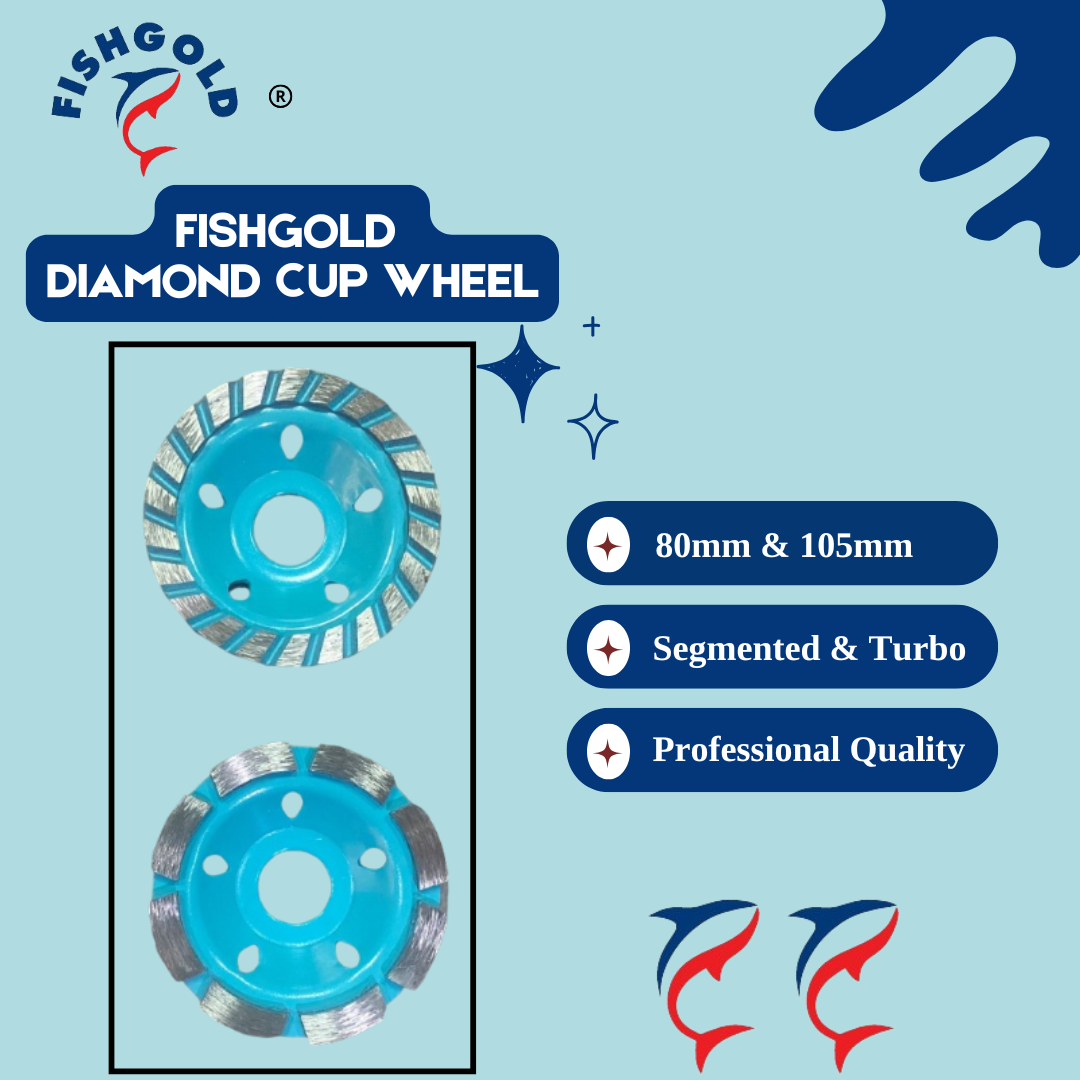 FISHGOLD ®
FISHGOLD
DIAMOND CUP WHEEL
80mm & 105mm
Segmented & Turbo
Professional Quality